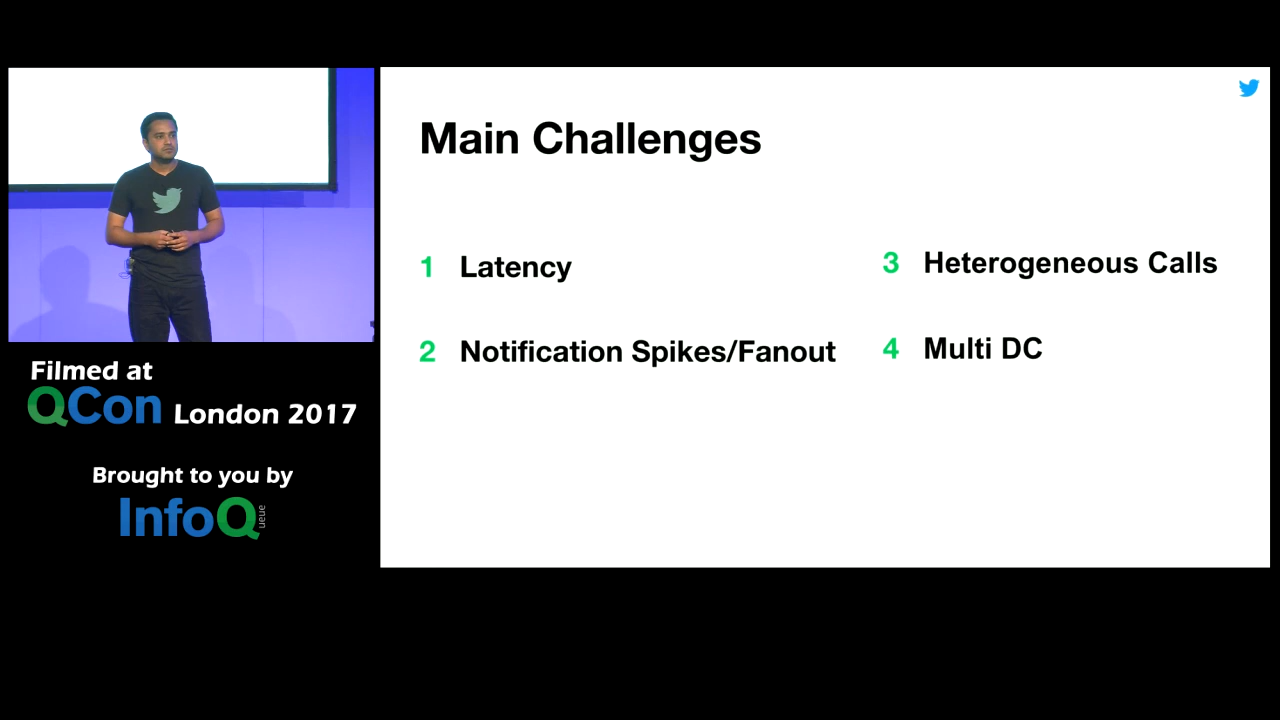 Main Challenges
1 Latency
2 Notification Spikes/Fanout
3 Heterogeneous Calls
4 Multi DC
Filmed at
QCon London 2017
Brought to you by
InfoQ
ueue